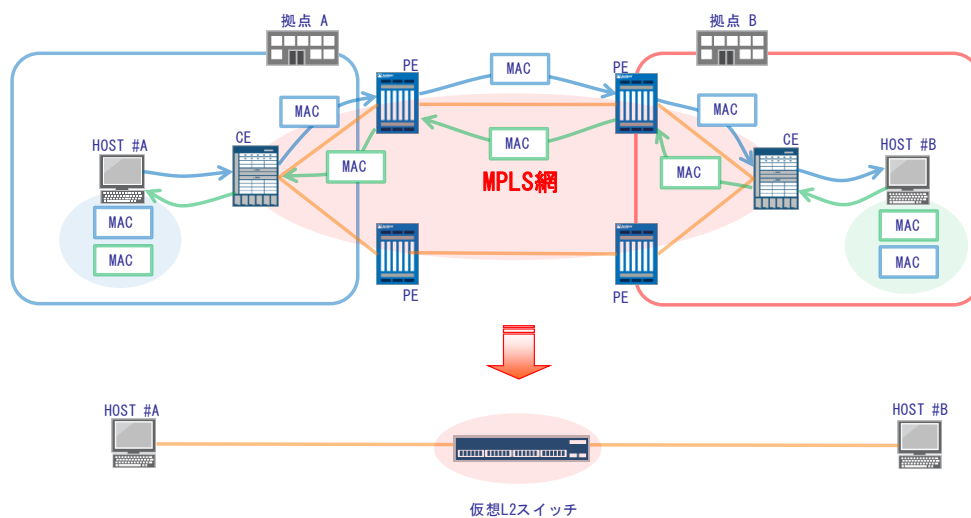 拠点 A
拠点 B
PE
PE
MAC
MAC
MAC
MAC
CE
CE
HOST #A
HOST #B
MAC
MAC
MAC
MPLS網
MAC
MAC
MAC
MAC
PE
PE
HOST #A
HOST #B
仮想L2スイッチ